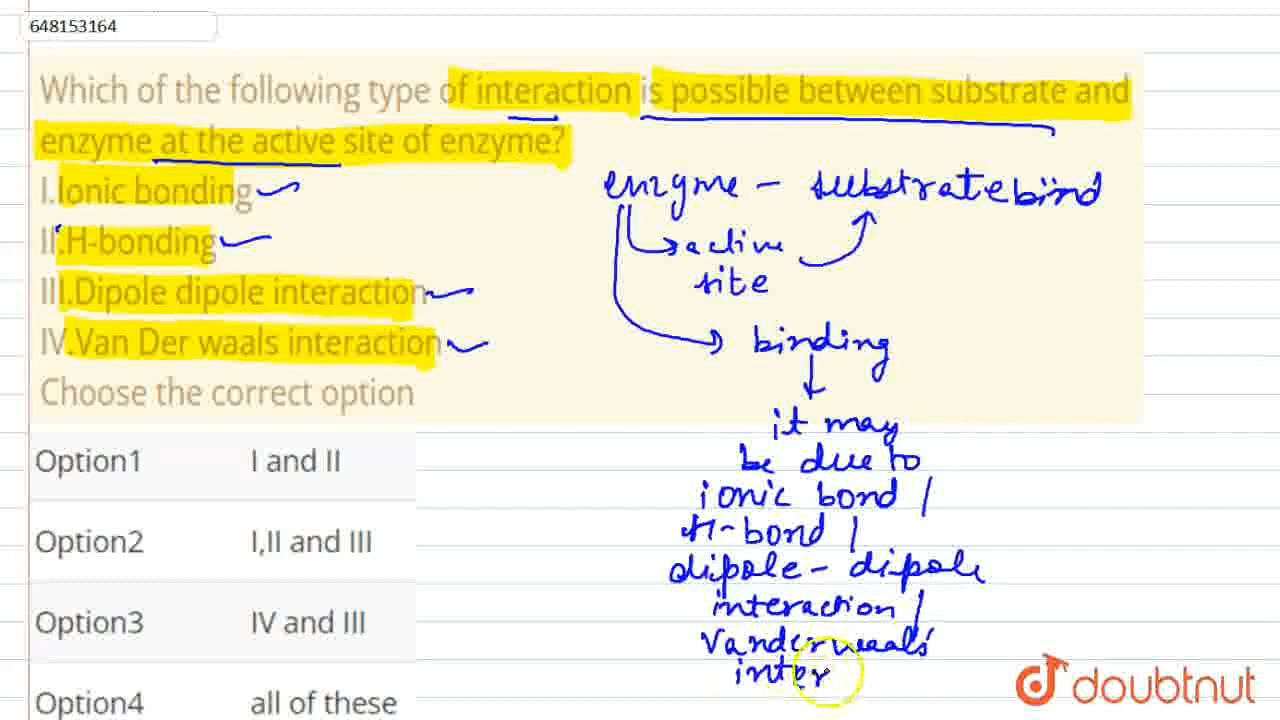 648153164
Which of the following type of interaction is possible between substrate and
enzyme at the active site of enzyme?
I.Ionic bonding
II.H-bonding
III.Dipole dipole interaction
IV.Van Der waals interaction
Choose the correct option
Option1 I and II
Option2 I,II and III
Option3 IV and III
Option4 all of these
enzyme - substrate bind
active
site
binding
it may
be due to
ionic bond /
H-bond /
dipole - dipole
interaction /
Vanderwaals'
inter
doubtnut